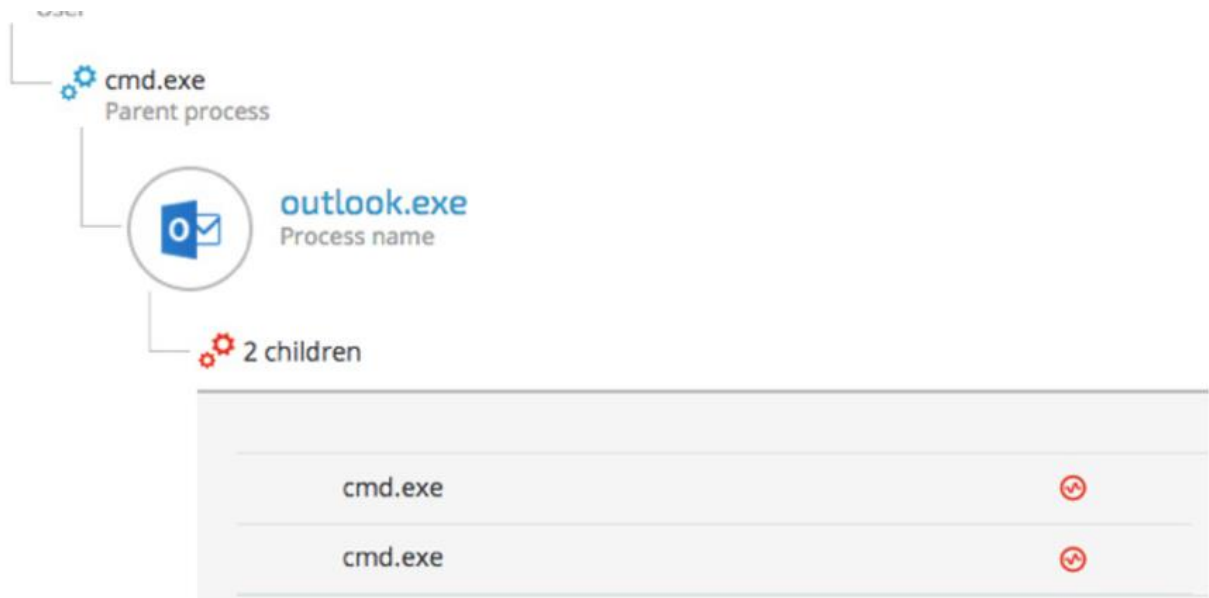 cmd.exe
Parent process
outlook.exe
Process name
2 children
cmd.exe
cmd.exe